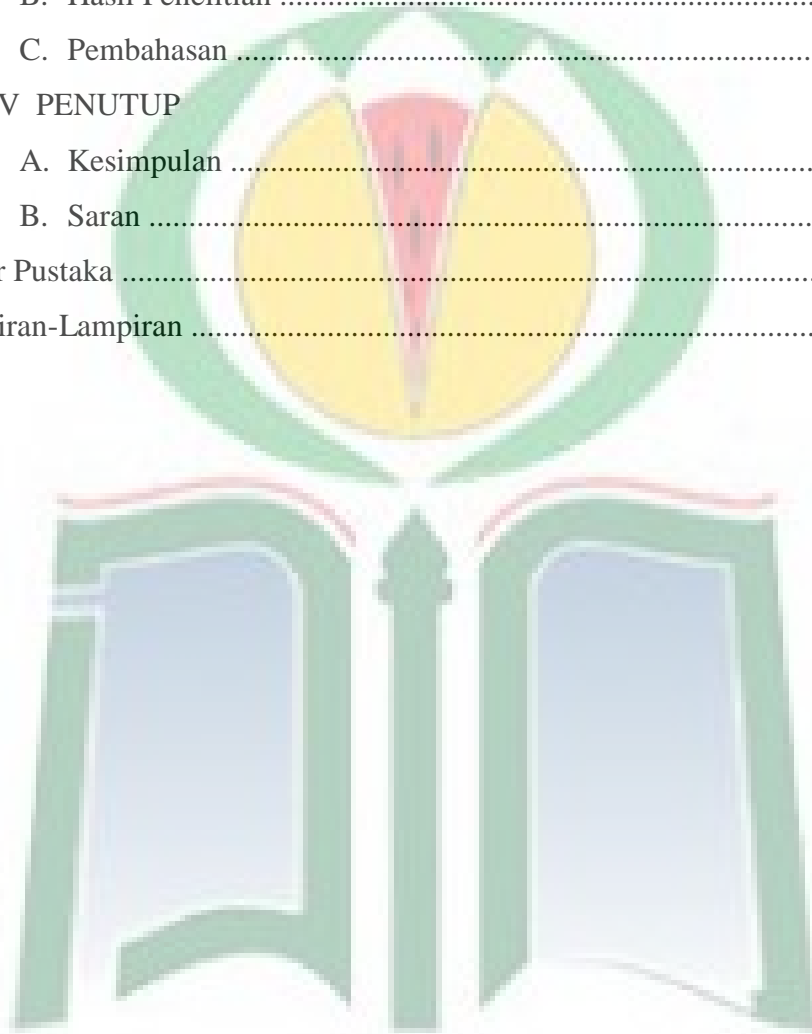 B. Hasil Penelitian ........................................................................
C. Pembahasan ..............................................................................
V PENUTUP
A. Kesimpulan ..............................................................................
B. Saran ........................................................................................
r Pustaka .........................................................................................
iran-Lampiran ................................................................................